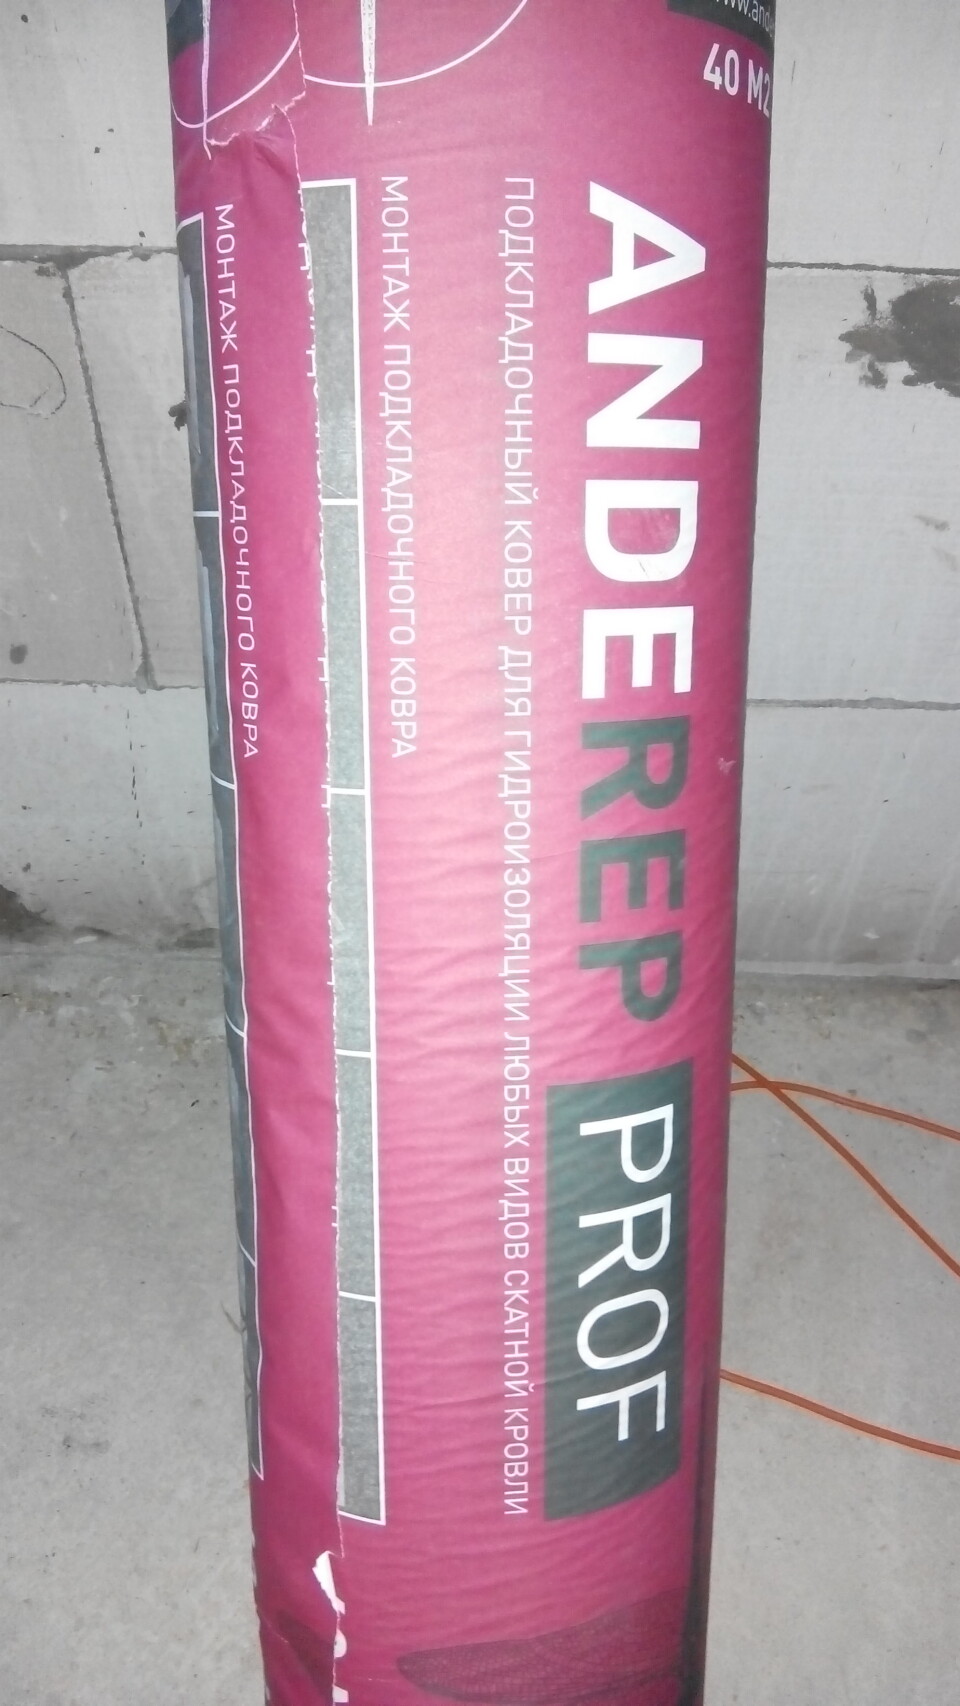 40 М2
ANDEREP PROF
ПОДКЛАДОЧНЫЙ КОВЕР ДЛЯ ГИДРОИЗОЛЯЦИИ ЛЮБЫХ ВИДОВ СКАТНОЙ КРОВЛИ
МОНТАЖ ПОДКЛАДОЧНОГО КОВРА
МОНТАЖ ПОДКЛАДОЧНОГО КОВРА